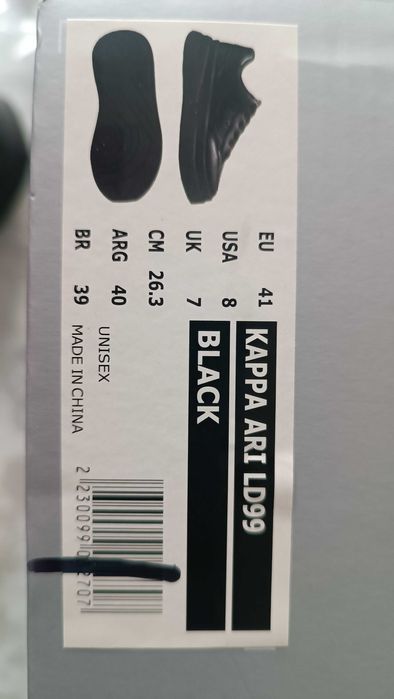 EU 41
USA 8
UK 7
CM 26.3
ARG 40
BR 39
KAPPA ARI LD99
BLACK
UNISEX
MADE IN CHINA